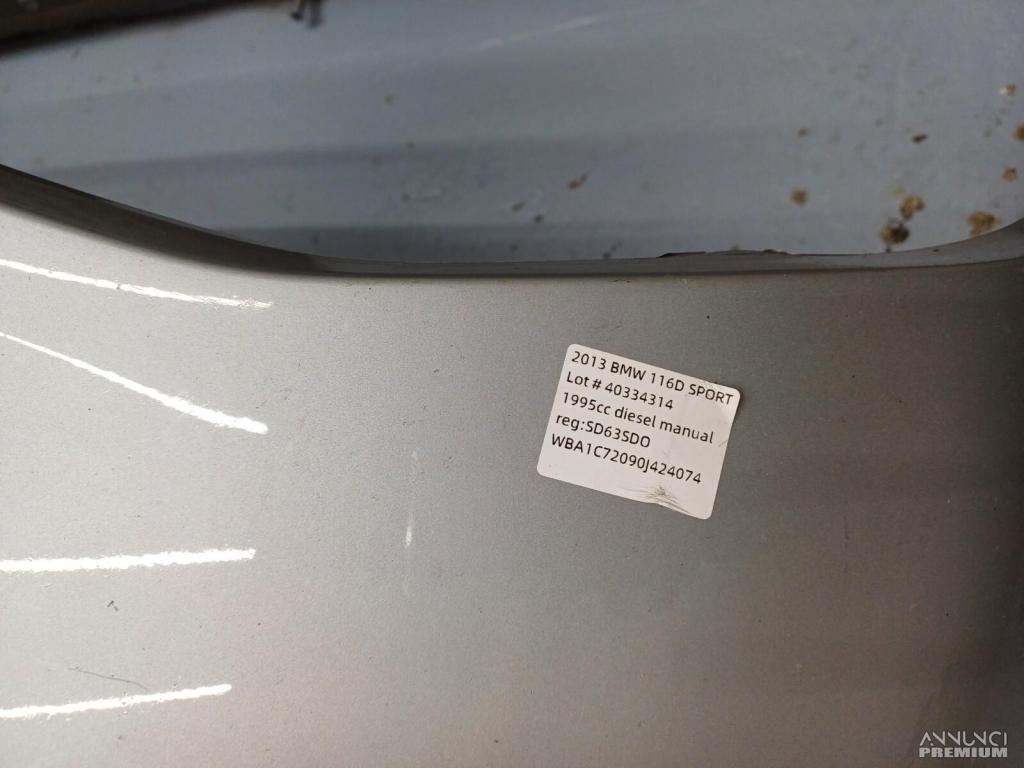 2013 BMW 116D SPORT
Lot # 40334314
1995cc diesel manual
reg:SD63SDO
WBA1C72090J424074
ANNUNCI
PREMIUM